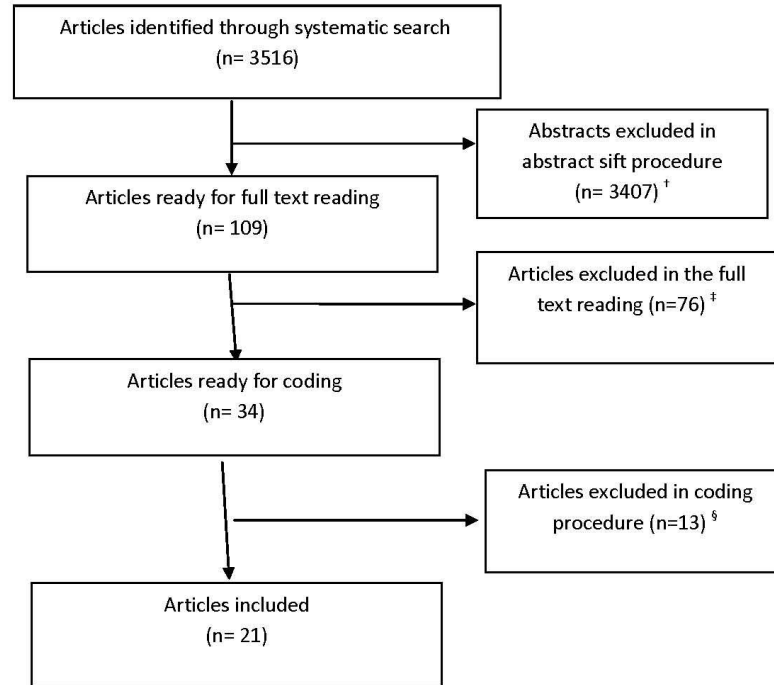 Articles identified through systematic search
(n= 3516)
Abstracts excluded in
abstract sift procedure
(n= 3407) †
Articles ready for full text reading
(n= 109)
Articles excluded in the full
text reading (n=76) ‡
Articles ready for coding
(n= 34)
Articles excluded in coding
procedure (n=13) §
Articles included
(n= 21)